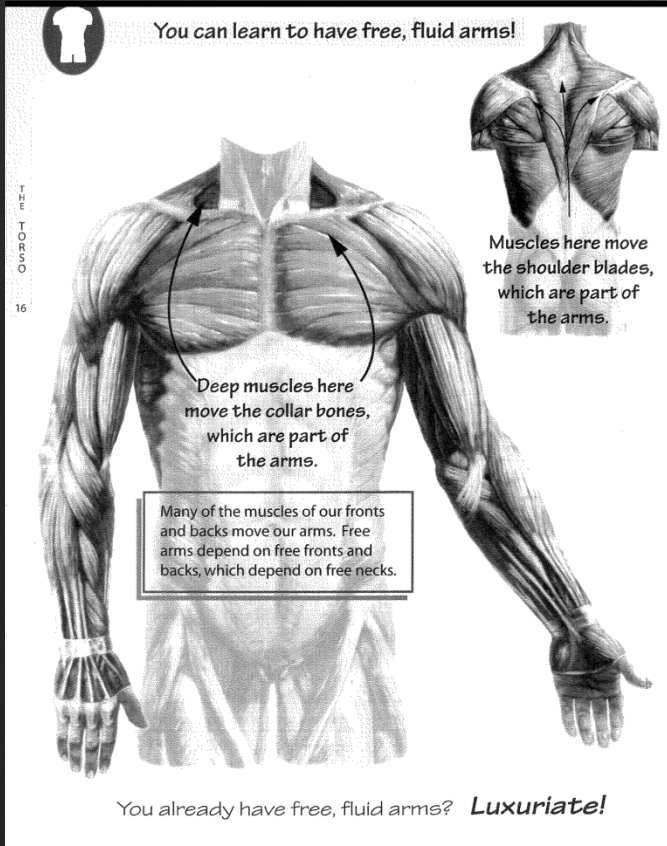 You can learn to have free, fluid arms!
THE TORSO
16
Muscles here move
the shoulder blades,
which are part of
the arms.
Deep muscles here
move the collar bones,
which are part of
the arms.
Many of the muscles of our fronts
and backs move our arms. Free
arms depend on free fronts and
backs, which depend on free necks.
You already have free, fluid arms? Luxuriate!